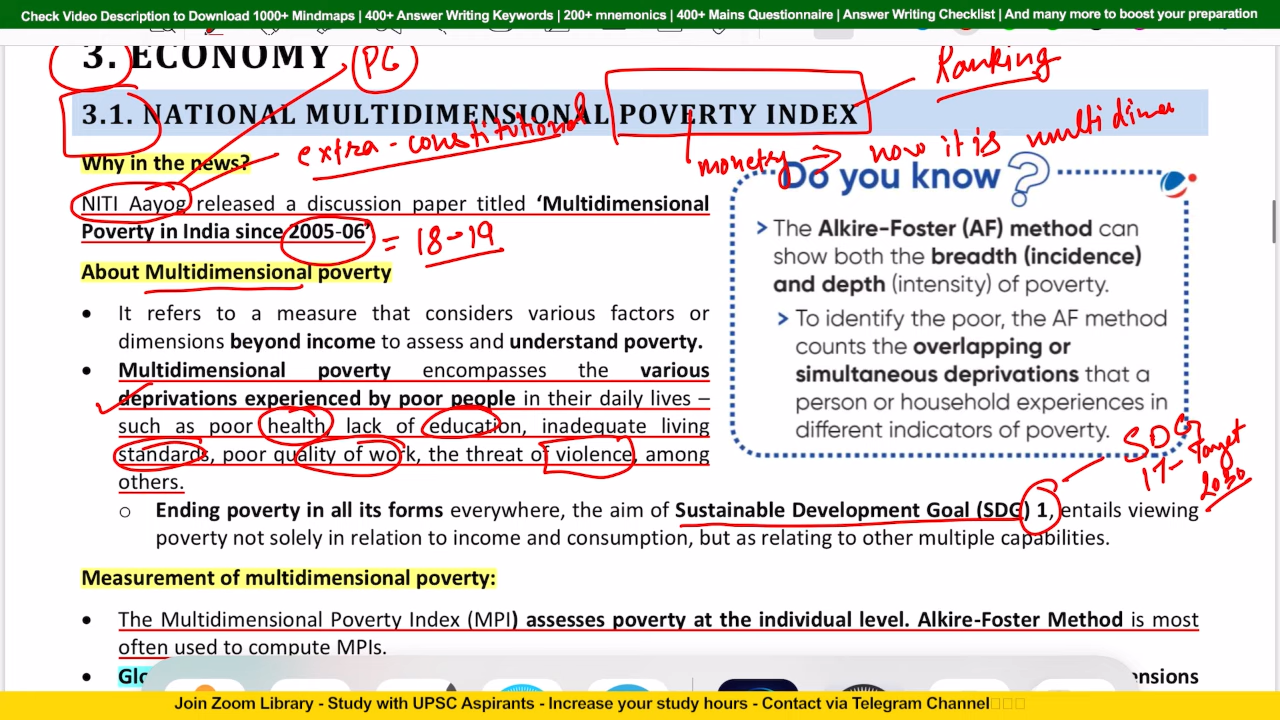 Check Video Description to Download 1000+ Mindmaps | 400+ Answer Writing Keywords | 200+ mnemonics | 400+ Mains Questionnaire | Answer Writing Checklist | And many more to boost your preparation
3. ECONOMY
PC
Ranking
3.1. NATIONAL MULTIDIMENSIONAL POVERTY INDEX
extra-constitutional
monetry → now it is multidimen
Why in the news?
NITI Aayog released a discussion paper titled ‘Multidimensional
Poverty in India since 2005-06’
= 18-19
About Multidimensional poverty
• It refers to a measure that considers various factors or
dimensions beyond income to assess and understand poverty.
• Multidimensional poverty encompasses the various
deprivations experienced by poor people in their daily lives –
such as poor health, lack of education, inadequate living
standards, poor quality of work, the threat of violence, among
others.
Do you know ?
> The Alkire-Foster (AF) method can
show both the breadth (incidence)
and depth (intensity) of poverty.
> To identify the poor, the AF method
counts the overlapping or
simultaneous deprivations that a
person or household experiences in
different indicators of poverty.
SDG
17- Target
2030
o Ending poverty in all its forms everywhere, the aim of Sustainable Development Goal (SDG) 1, entails viewing
poverty not solely in relation to income and consumption, but as relating to other multiple capabilities.
Measurement of multidimensional poverty:
• The Multidimensional Poverty Index (MPI) assesses poverty at the individual level. Alkire-Foster Method is most
often used to compute MPIs.
Join Zoom Library - Study with UPSC Aspirants - Increase your study hours - Contact via Telegram Channel